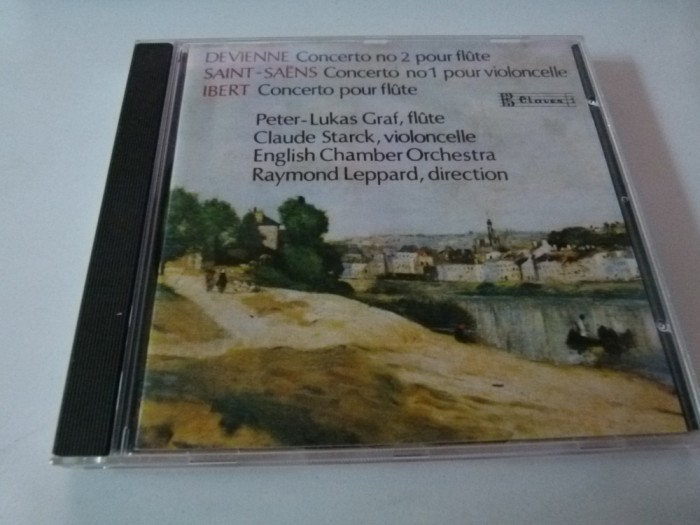 DEVIENNE Concerto no 2 pour flûte
SAINT-SAËNS Concerto no 1 pour violoncelle
IBERT Concerto pour flûte
Claves
Peter-Lukas Graf, flûte
Claude Starck, violoncelle
English Chamber Orchestra
Raymond Leppard, direction